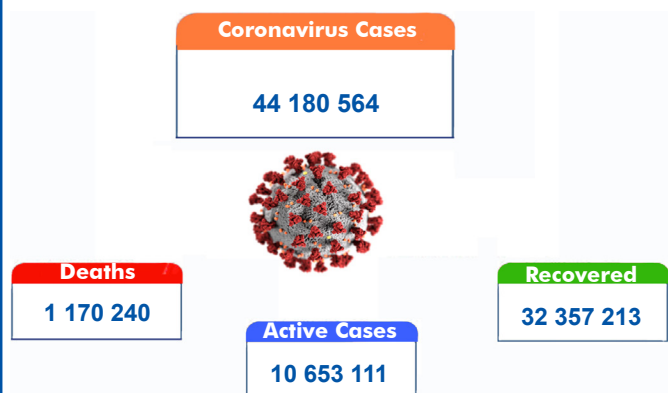 Coronavirus Cases
44 180 564
Deaths
1 170 240
Recovered
32 357 213
Active Cases
10 653 111